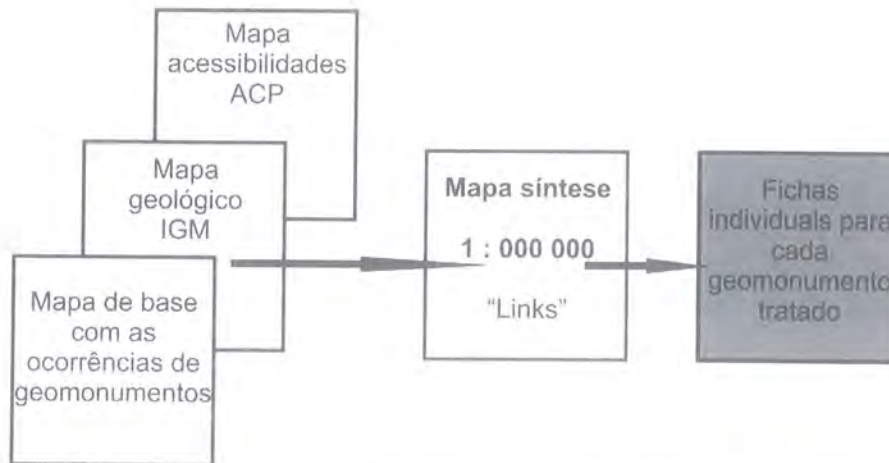 Mapa
acessibilidades
ACP
Mapa
geológico
IGM
Mapa de base
com as
ocorrências de
geomonumentos
Mapa síntese
1 : 000 000
“Links”
Fichas
individuais para
cada
geomonumento
tratado